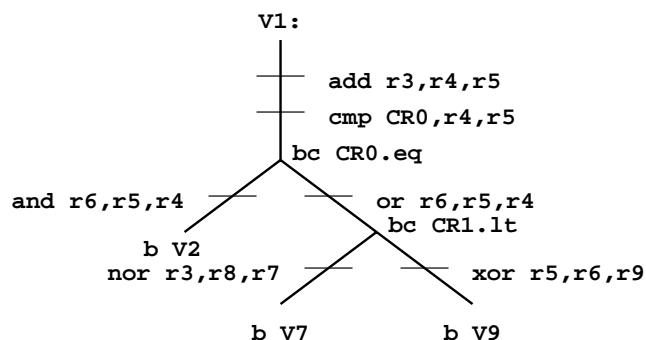 V1:
add r3,r4,r5
cmp CR0,r4,r5
bc CR0.eq
and r6,r5,r4
or r6,r5,r4
bc CR1.lt
b V2
nor r3,r8,r7
xor r5,r6,r9
b V7
b V9